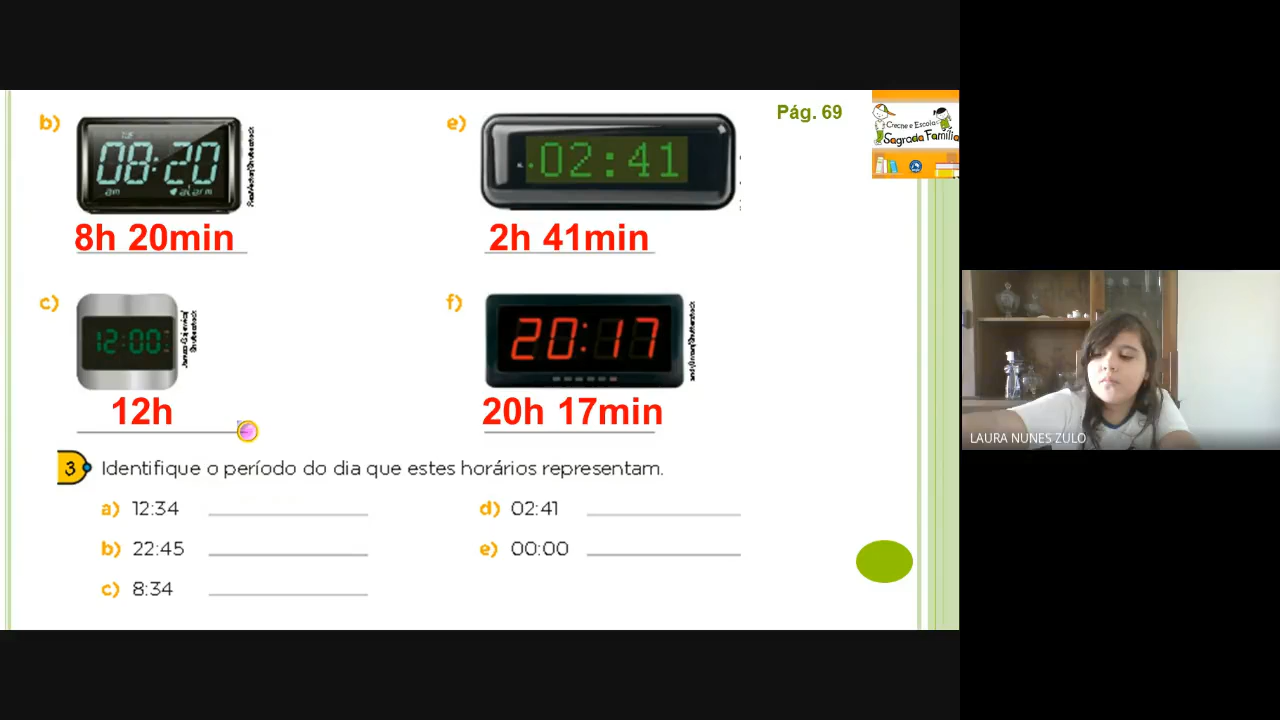 Pág. 69
Creche e Escola
Sagrada Família
b)
08:20
am
alarm
8h 20min
e)
02:41
2h 41min
c)
12:00
12h
f)
20:17
20h 17min
3 Identifique o período do dia que estes horários representam.
a) 12:34
b) 22:45
c) 8:34
d) 02:41
e) 00:00
LAURA NUNES ZULO